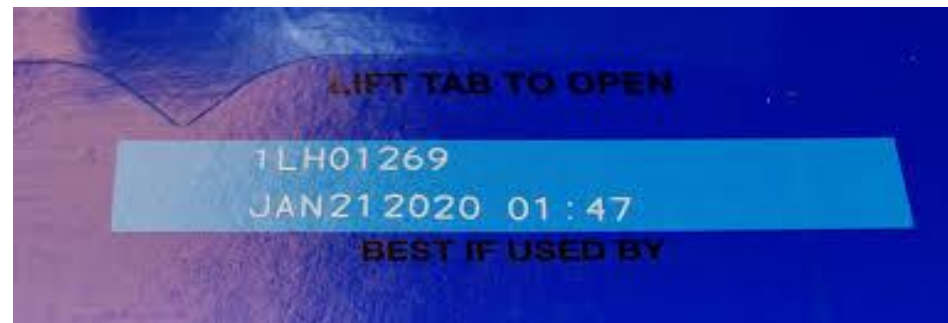 LIFT TAB TO OPEN
1LH01269
JAN212020 01:47
BEST IF USED BY